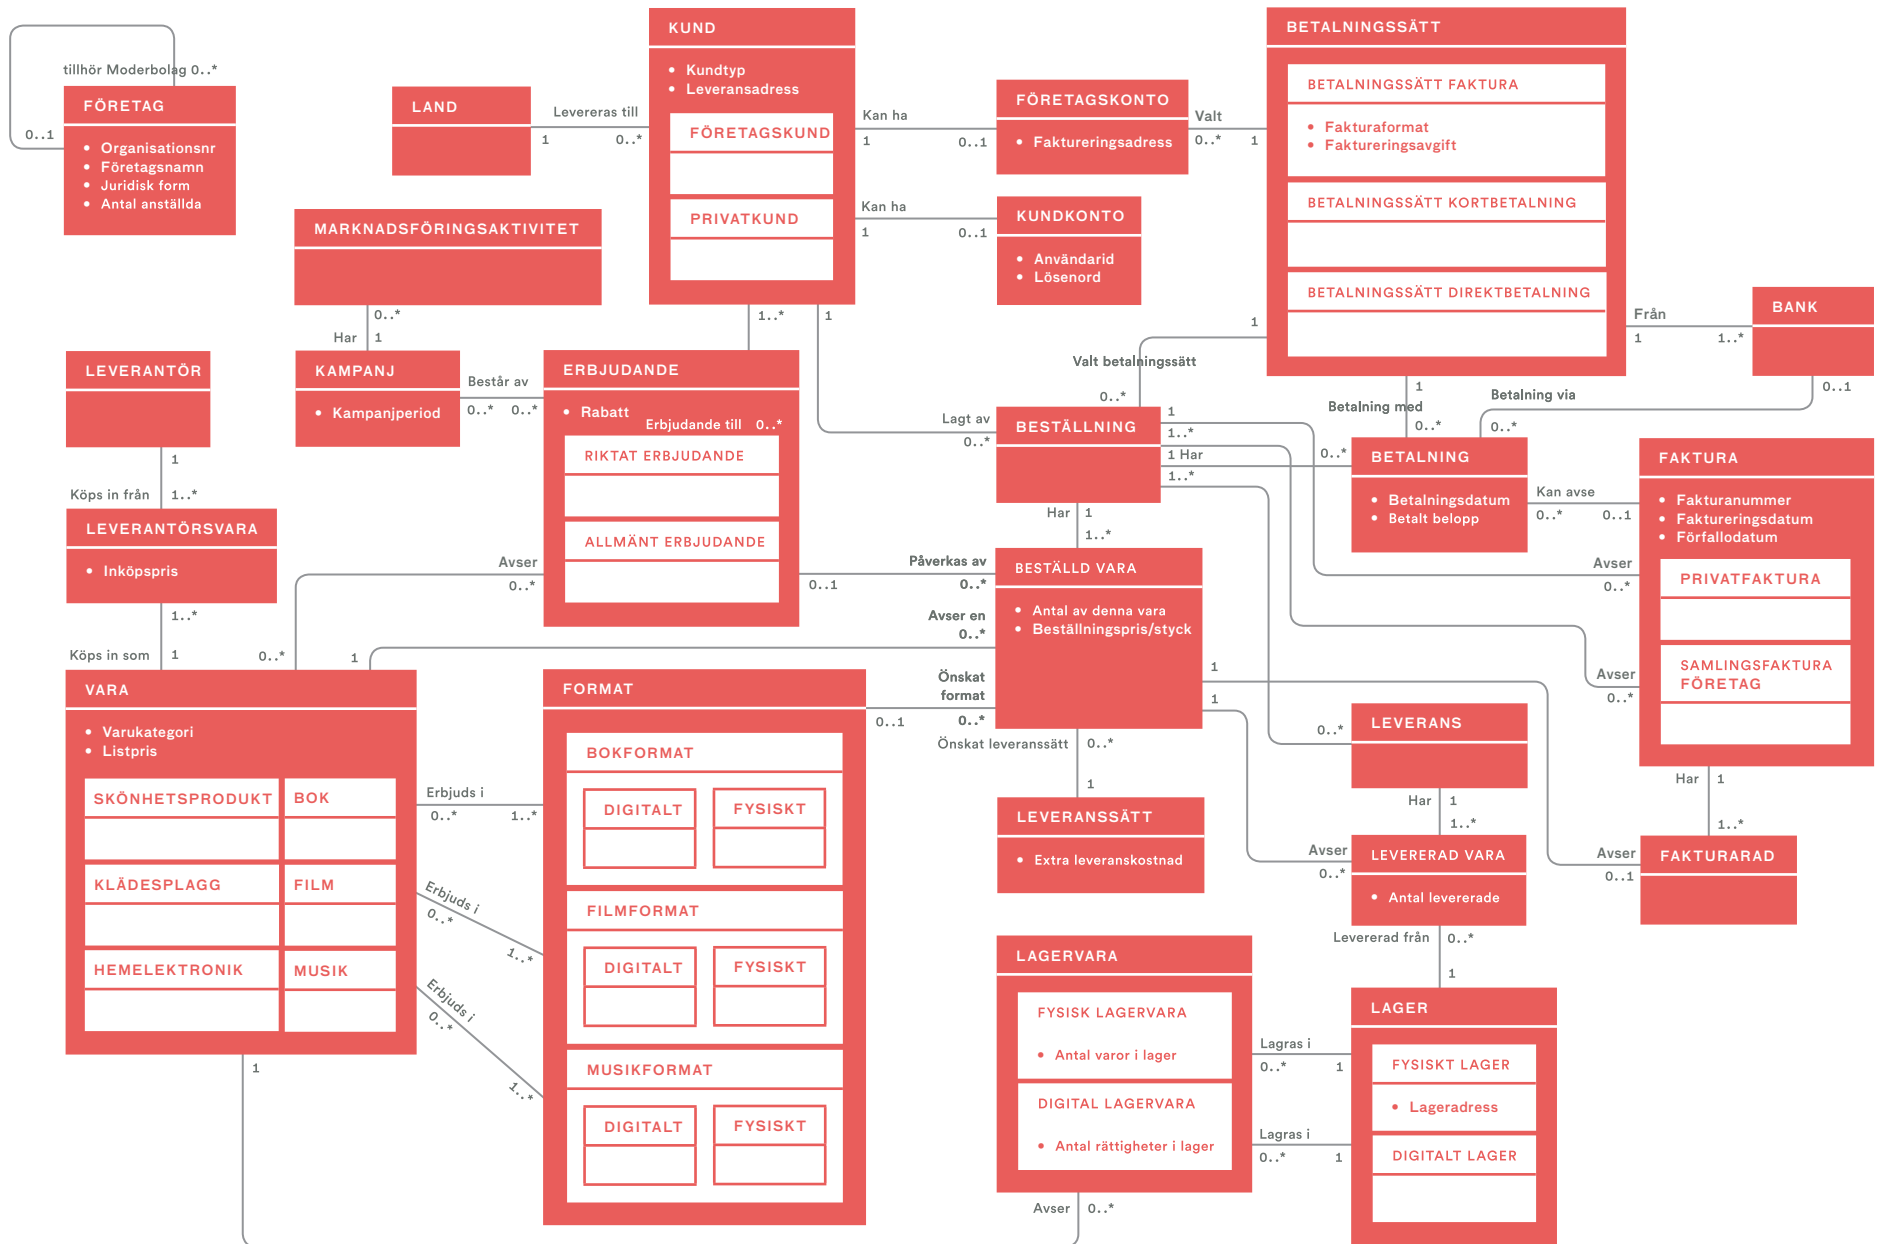 tillhör Moderbolag 0..*
0..1
FÖRETAG
• Organisationsnr
• Företagsnamn
• Juridisk form
• Antal anställda
LAND
Levereras till
1
0..*
KUND
• Kundtyp
• Leveransadress
FÖRETAGSKUND
PRIVATKUND
Kan ha
1
0..1
FÖRETAGSKONTO
• Faktureringsadress
Valt
0..*
1
Kan ha
1
0..1
KUNDKONTO
• Användarid
• Lösenord
BETALNINGSSÄTT
BETALNINGSSÄTT FAKTURA
• Fakturaformat
• Faktureringsavgift
BETALNINGSSÄTT KORTBETALNING
BETALNINGSSÄTT DIREKTBETALNING
Från
1
1..*
BANK
0..1
MARKNADSFÖRINGSAKTIVITET
0..*
Har
1
KAMPANJ
• Kampanjperiod
Består av
0..*
0..*
1..*
1
ERBJUDANDE
• Rabatt
Erbjudande till 0..*
RIKTAT ERBJUDANDE
ALLMÄNT ERBJUDANDE
1
Valt betalningssätt
0..*
Lagt av
0..*
BESTÄLLNING
1
1..*
1 Har
1..*
0..*
1
Betalning med
0..*
Betalning via
0..*
BETALNING
• Betalningsdatum
• Betalt belopp
Kan avse
0..*
0..1
FAKTURA
• Fakturanummer
• Faktureringsdatum
• Förfallodatum
PRIVATFAKTURA
SAMLINGSFAKTURA
FÖRETAG
Avser
0..*
Avser
0..*
Har
1
1..*
FAKTURARAD
Avser
0..1
LEVERANTÖR
1
Köps in från
1..*
LEVERANTÖRSVARA
• Inköpspris
1..*
Köps in som
1
0..*
1
Avser
0..*
Har
1
1..*
BESTÄLLD VARA
• Antal av denna vara
• Beställningspris/styck
Påverkas av
0..1
0..*
Avser en
0..*
Önskat
format
0..1
0..*
1
1
Önskat leveranssätt
0..*
1
LEVERANSSÄTT
• Extra leveranskostnad
0..*
LEVERANS
Har
1
1..*
LEVERERAD VARA
• Antal levererade
Avser
0..*
Levererad från
0..*
1
VARA
• Varukategori
• Listpris
SKÖNHETSPRODUKT
BOK
KLÄDESPLAGG
FILM
HEMELEKTRONIK
MUSIK
1
Erbjuds i
0..*
1..*
Erbjuds i
0..*
1..*
Erbjuds i
0..*
1..*
FORMAT
BOKFORMAT
DIGITALT
FYSISKT
FILMFORMAT
DIGITALT
FYSISKT
MUSIKFORMAT
DIGITALT
FYSISKT
LAGERVARA
FYSISK LAGERVARA
• Antal varor i lager
DIGITAL LAGERVARA
• Antal rättigheter i lager
Avser
0..*
Lagras i
0..*
1
Lagras i
0..*
1
LAGER
FYSISKT LAGER
• Lageradress
DIGITALT LAGER